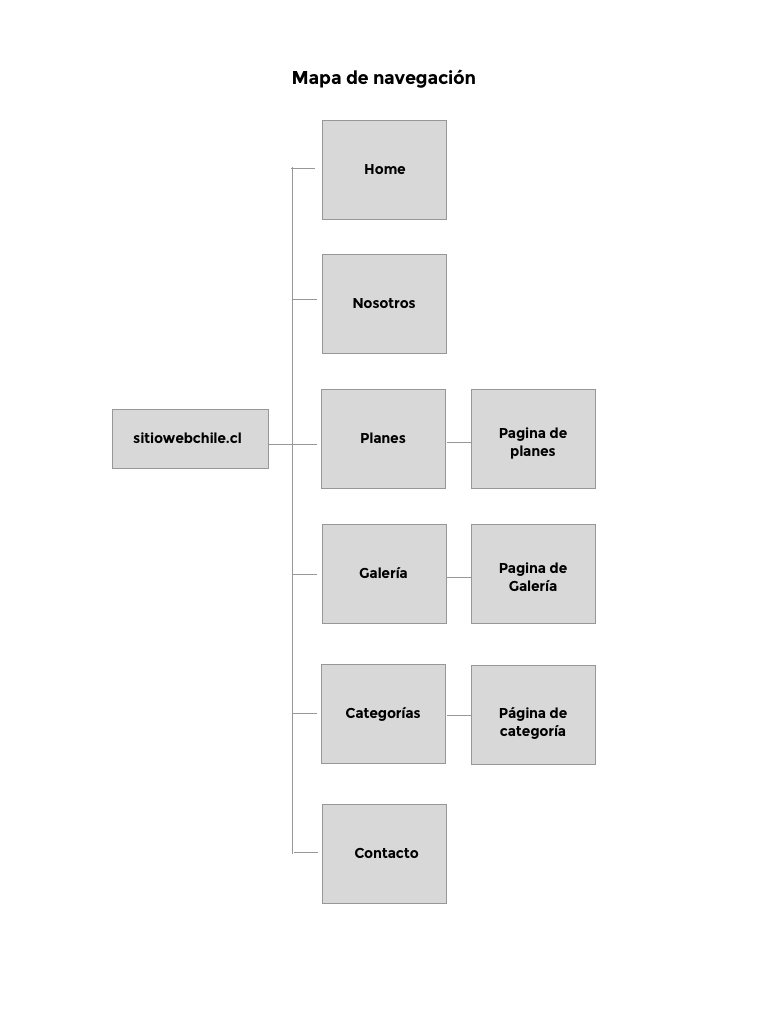 Mapa de navegación
Home
Nosotros
sitiowebchile.cl
Planes
Pagina de
planes
Galería
Pagina de
Galería
Categorías
Página de
categoría
Contacto